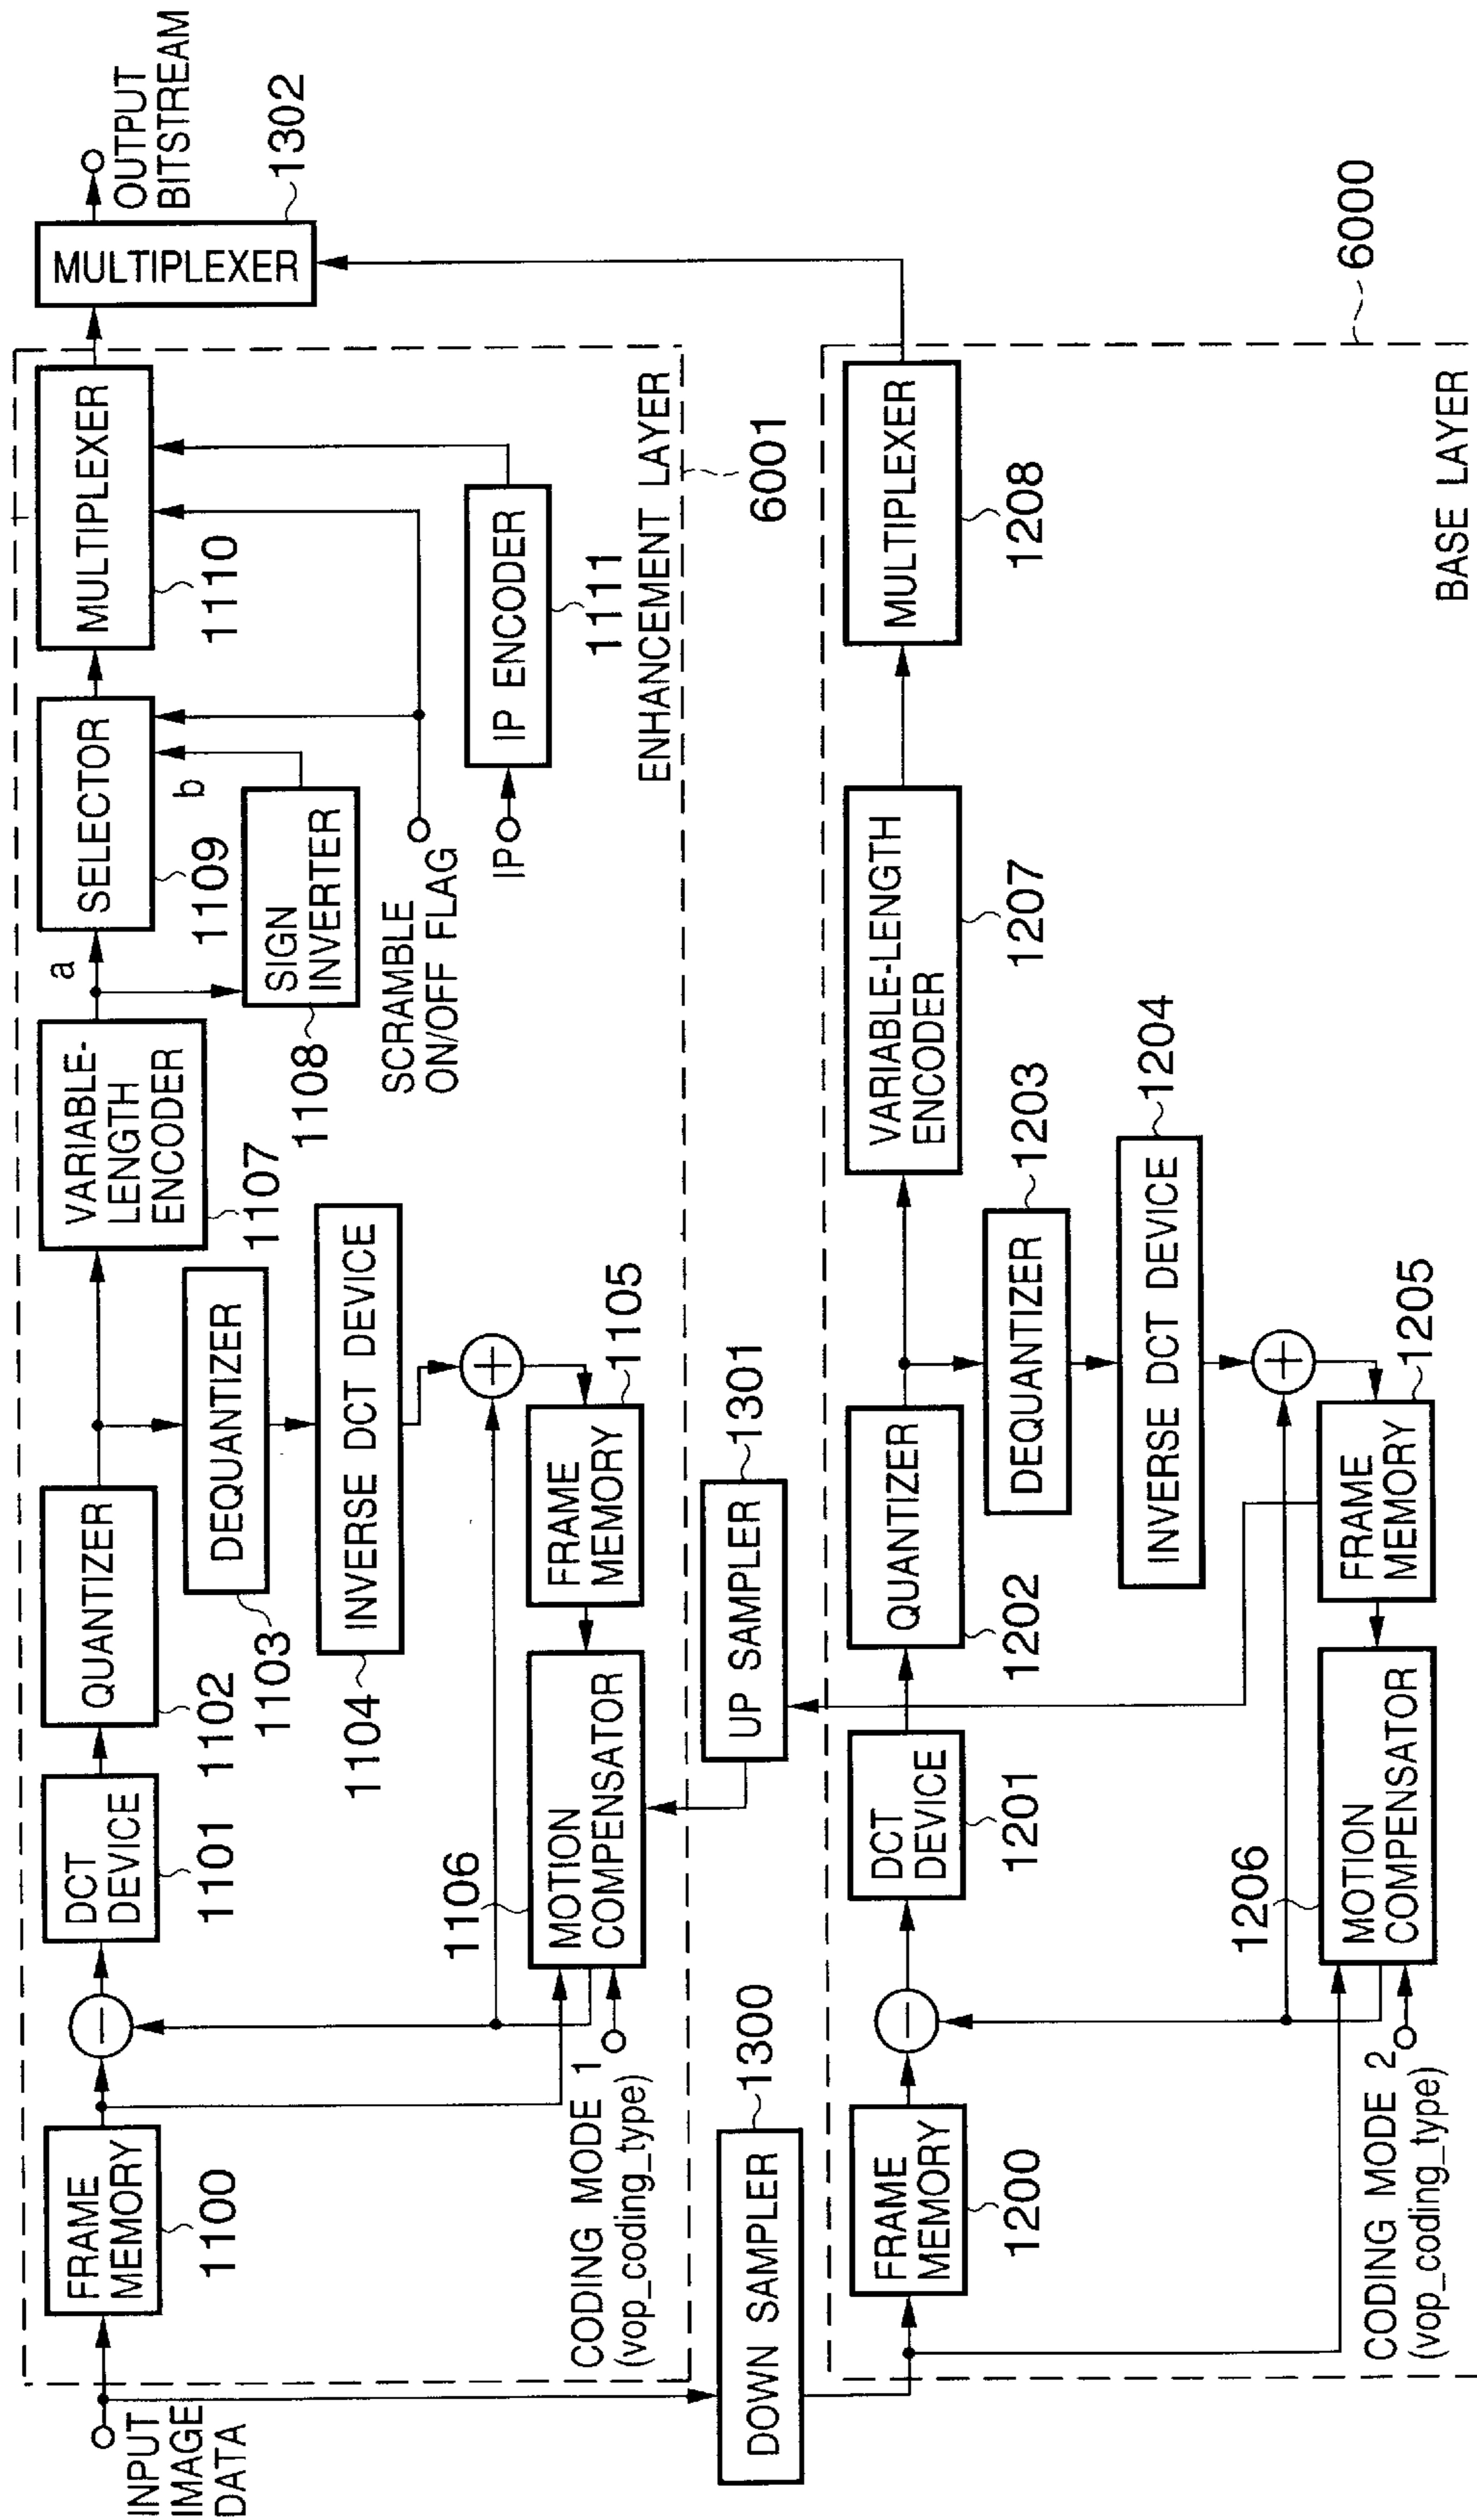 INPUT
IMAGE
DATA
FRAME
MEMORY
1100
DCT
DEVICE
1101
QUANTIZER
1102
DEQUANTIZER
1103
INVERSE DCT DEVICE
1104
FRAME
MEMORY
1105
MOTION
COMPENSATOR
1106
CODING MODE 1
(vop_coding_type)
VARIABLE-
LENGTH
ENCODER
1107
a
SIGN
INVERTER
1108
b
SELECTOR
1109
SCRAMBLE
ON/OFF FLAG
MULTIPLEXER
1110
IP
IP ENCODER
1111
ENHANCEMENT LAYER
6001
MULTIPLEXER
1302
OUTPUT
BITSTREAM
DOWN SAMPLER
1300
UP SAMPLER
1301
FRAME
MEMORY
1200
DCT
DEVICE
1201
QUANTIZER
1202
DEQUANTIZER
1203
INVERSE DCT DEVICE
1204
FRAME
MEMORY
1205
MOTION
COMPENSATOR
1206
CODING MODE 2
(vop_coding_type)
VARIABLE-LENGTH
ENCODER
1207
MULTIPLEXER
1208
BASE LAYER
6000